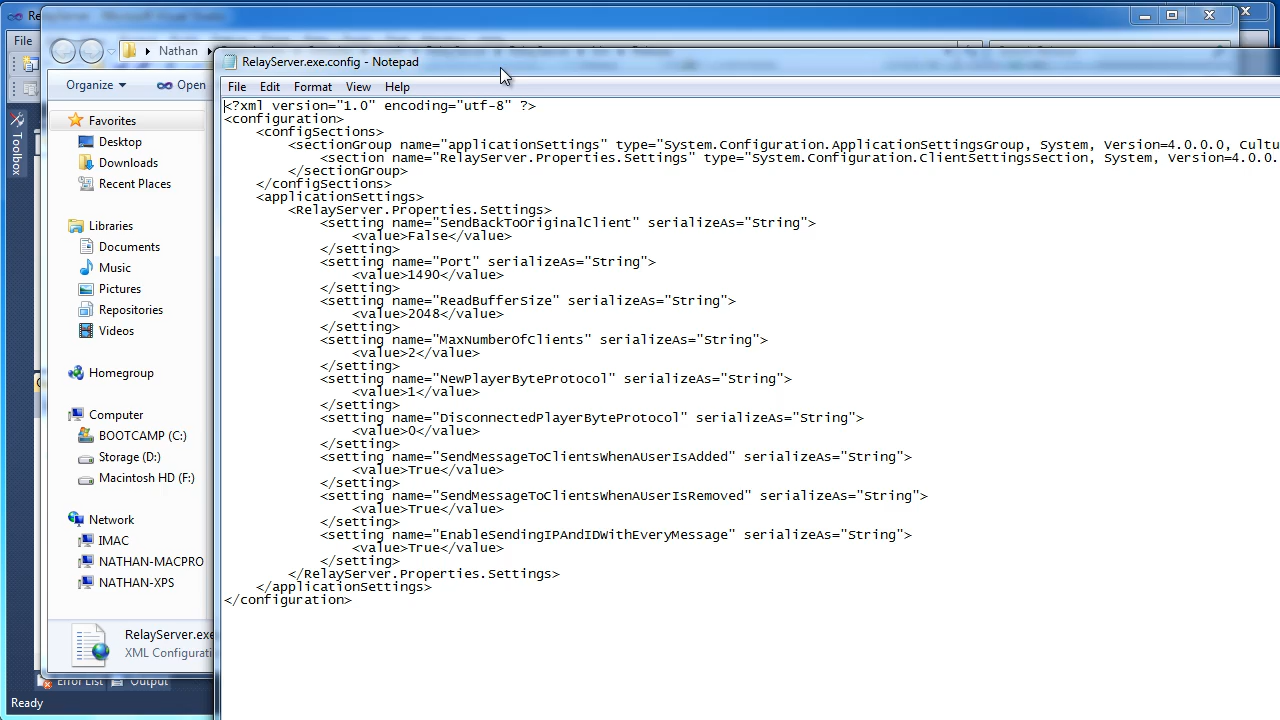 File
Nathan
Organize
Open
Toolbox
Favorites
Desktop
Downloads
Recent Places
Libraries
Documents
Music
Pictures
Repositories
Videos
Homegroup
Computer
BOOTCAMP (C:)
Storage (D:)
Macintosh HD (F:)
Network
IMAC
NATHAN-MACPRO
NATHAN-XPS
RelayServer.exe
XML Configurati
Error List
Output
Ready
RelayServer.exe.config - Notepad
File Edit Format View Help
<?xml version="1.0" encoding="utf-8" ?>
<configuration>
<configSections>
<sectionGroup name="applicationSettings" type="System.Configuration.ApplicationSettingsGroup, System, Version=4.0.0.0, Cultu
<section name="RelayServer.Properties.Settings" type="System.Configuration.ClientSettingsSection, System, Version=4.0.0.
</sectionGroup>
</configSections>
<applicationSettings>
<RelayServer.Properties.Settings>
<setting name="SendBackToOriginalClient" serializeAs="String">
<value>False</value>
</setting>
<setting name="Port" serializeAs="String">
<value>1490</value>
</setting>
<setting name="ReadBufferSize" serializeAs="String">
<value>2048</value>
</setting>
<setting name="MaxNumberOfClients" serializeAs="String">
<value>2</value>
</setting>
<setting name="NewPlayerByteProtocol" serializeAs="String">
<value>1</value>
</setting>
<setting name="DisconnectedPlayerByteProtocol" serializeAs="String">
<value>0</value>
</setting>
<setting name="SendMessageToClientsWhenAUserIsAdded" serializeAs="String">
<value>True</value>
</setting>
<setting name="SendMessageToClientsWhenAUserIsRemoved" serializeAs="String">
<value>True</value>
</setting>
<setting name="EnableSendingIPAndIDWithEveryMessage" serializeAs="String">
<value>True</value>
</setting>
</RelayServer.Properties.Settings>
</applicationSettings>
</configuration>